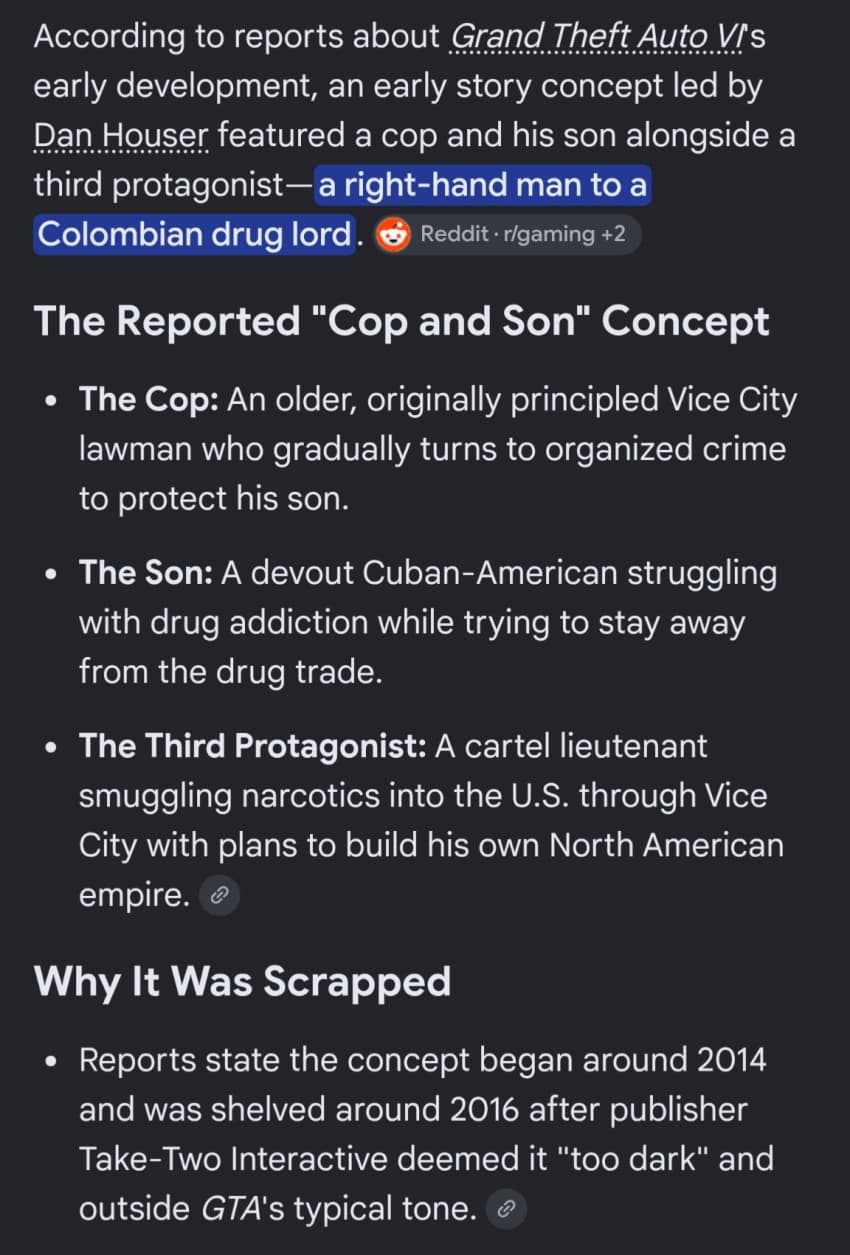 According to reports about Grand Theft Auto VI's
early development, an early story concept led by
Dan Houser featured a cop and his son alongside a
third protagonist—a right-hand man to a
Colombian drug lord. Reddit · r/gaming +2
The Reported "Cop and Son" Concept
• The Cop: An older, originally principled Vice City
lawman who gradually turns to organized crime
to protect his son.
• The Son: A devout Cuban-American struggling
with drug addiction while trying to stay away
from the drug trade.
• The Third Protagonist: A cartel lieutenant
smuggling narcotics into the U.S. through Vice
City with plans to build his own North American
empire.
Why It Was Scrapped
• Reports state the concept began around 2014
and was shelved around 2016 after publisher
Take-Two Interactive deemed it "too dark" and
outside GTA's typical tone.